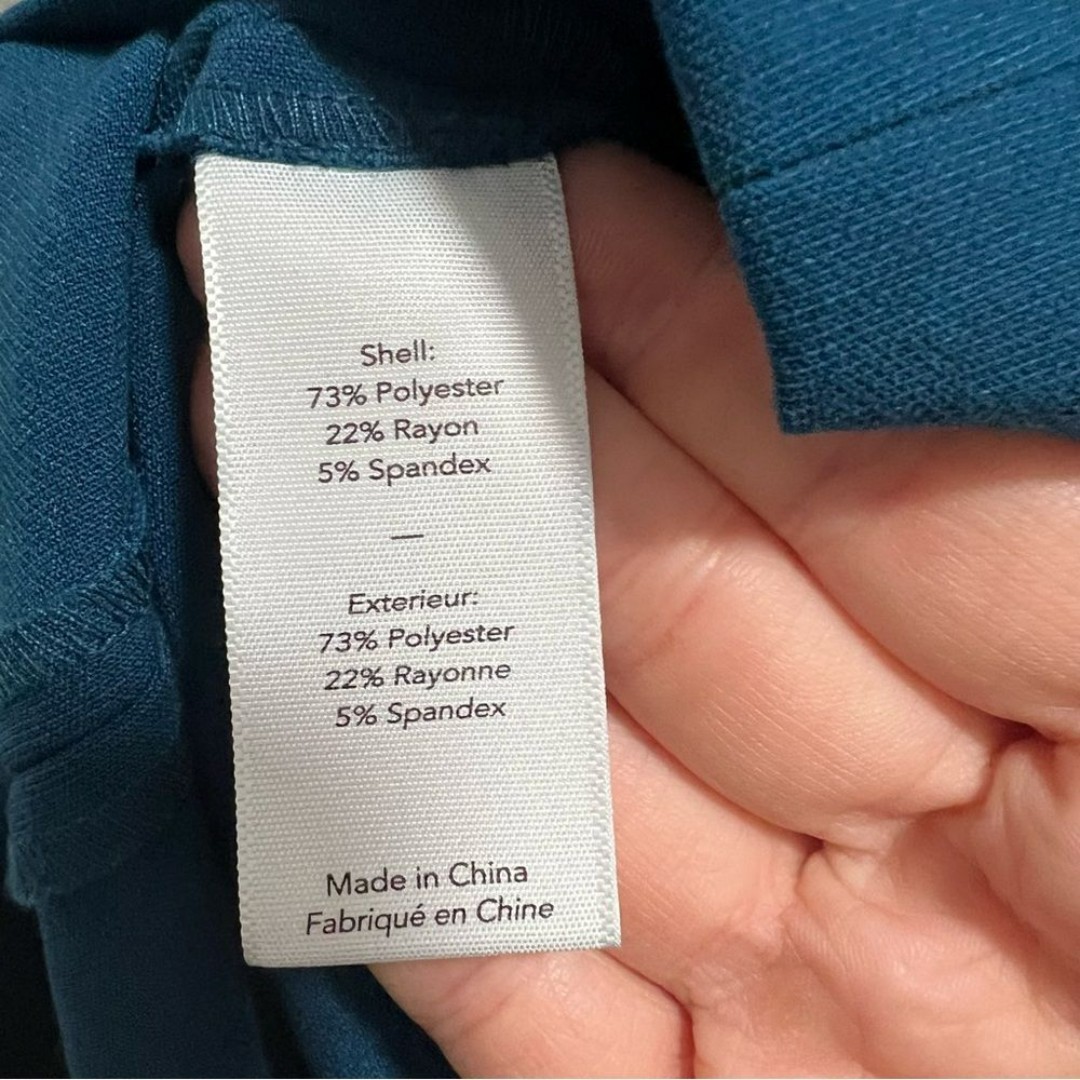 Shell:
73% Polyester
22% Rayon
5% Spandex
—
Exterieur:
73% Polyester
22% Rayonne
5% Spandex
Made in China
Fabriqué en Chine